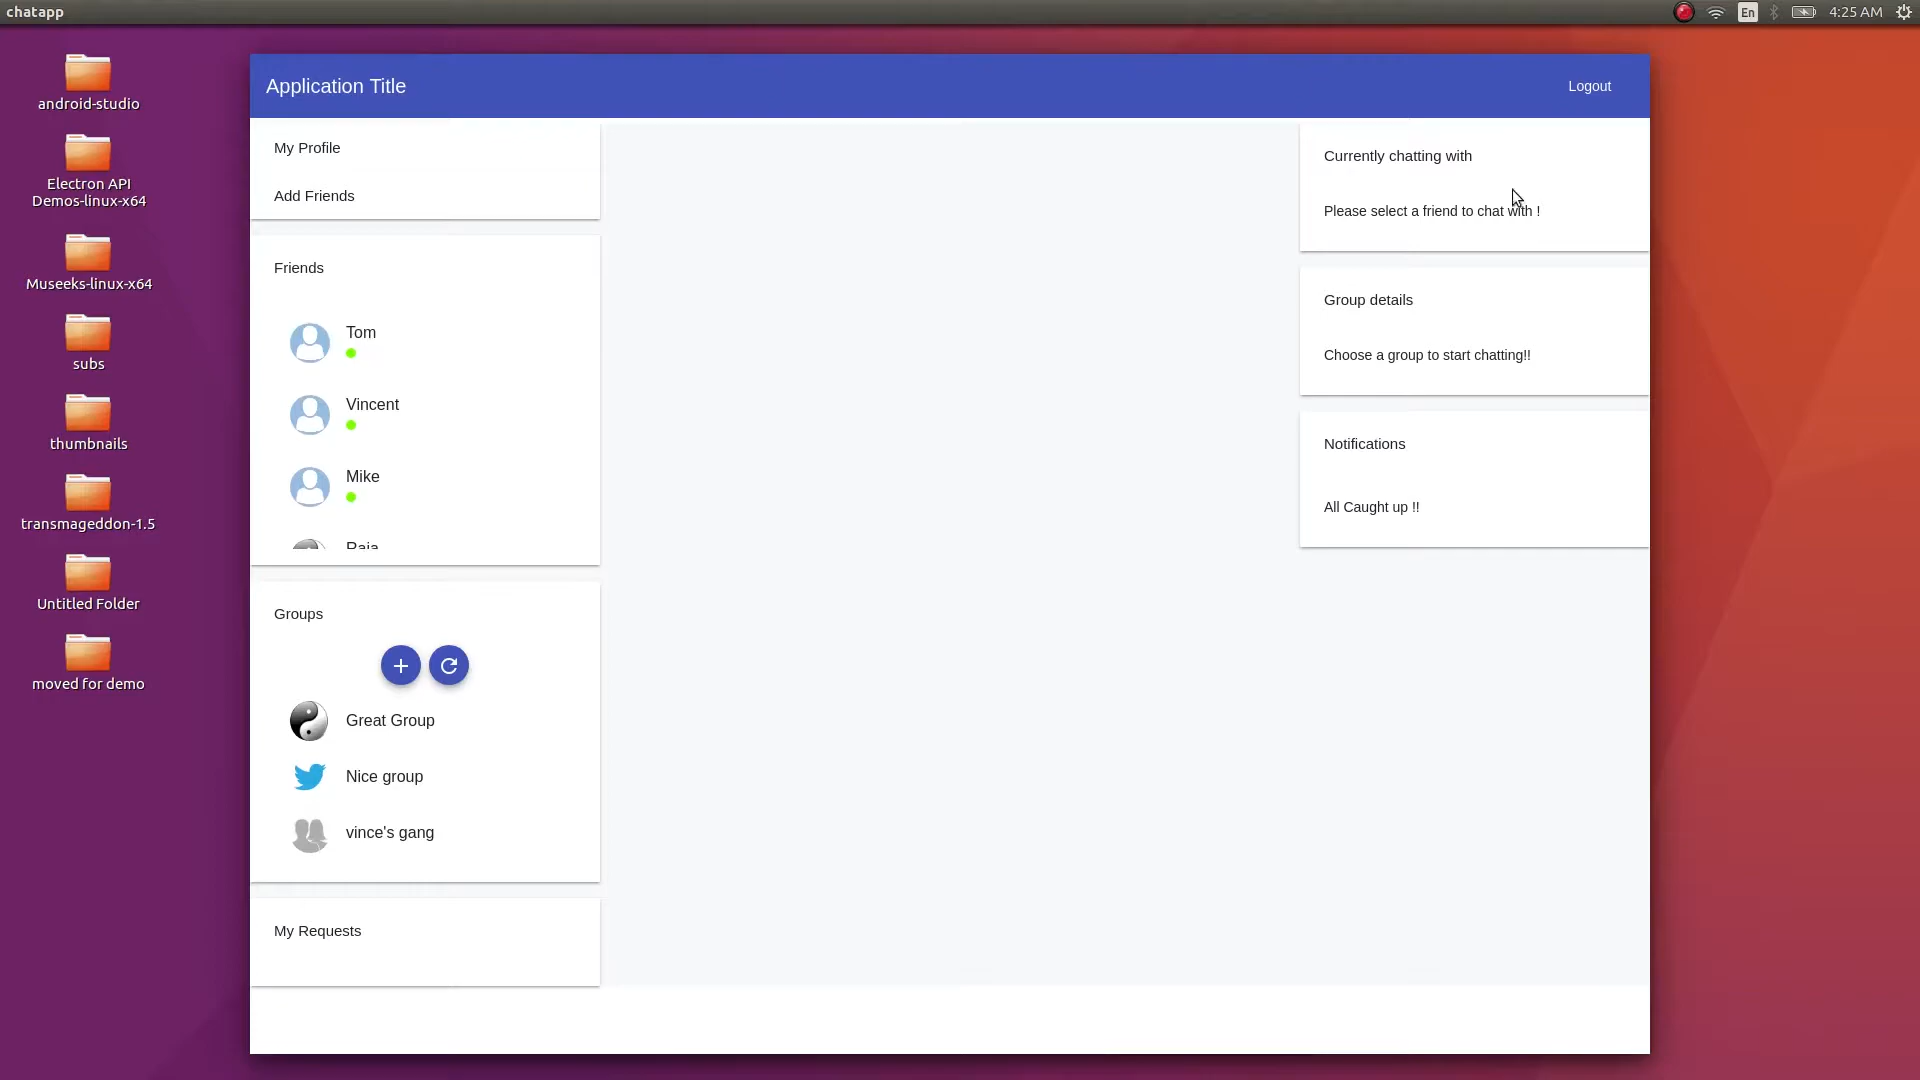 chatapp
En
4:25 AM
android-studio
Electron API
Demos-linux-x64
Museeks-linux-x64
subs
thumbnails
transmageddon-1.5
Untitled Folder
moved for demo
Application Title
Logout
My Profile
Add Friends
Friends
Tom
Vincent
Mike
Raja
Groups
Great Group
Nice group
vince's gang
My Requests
Currently chatting with
Please select a friend to chat with !
Group details
Choose a group to start chatting!!
Notifications
All Caught up !!